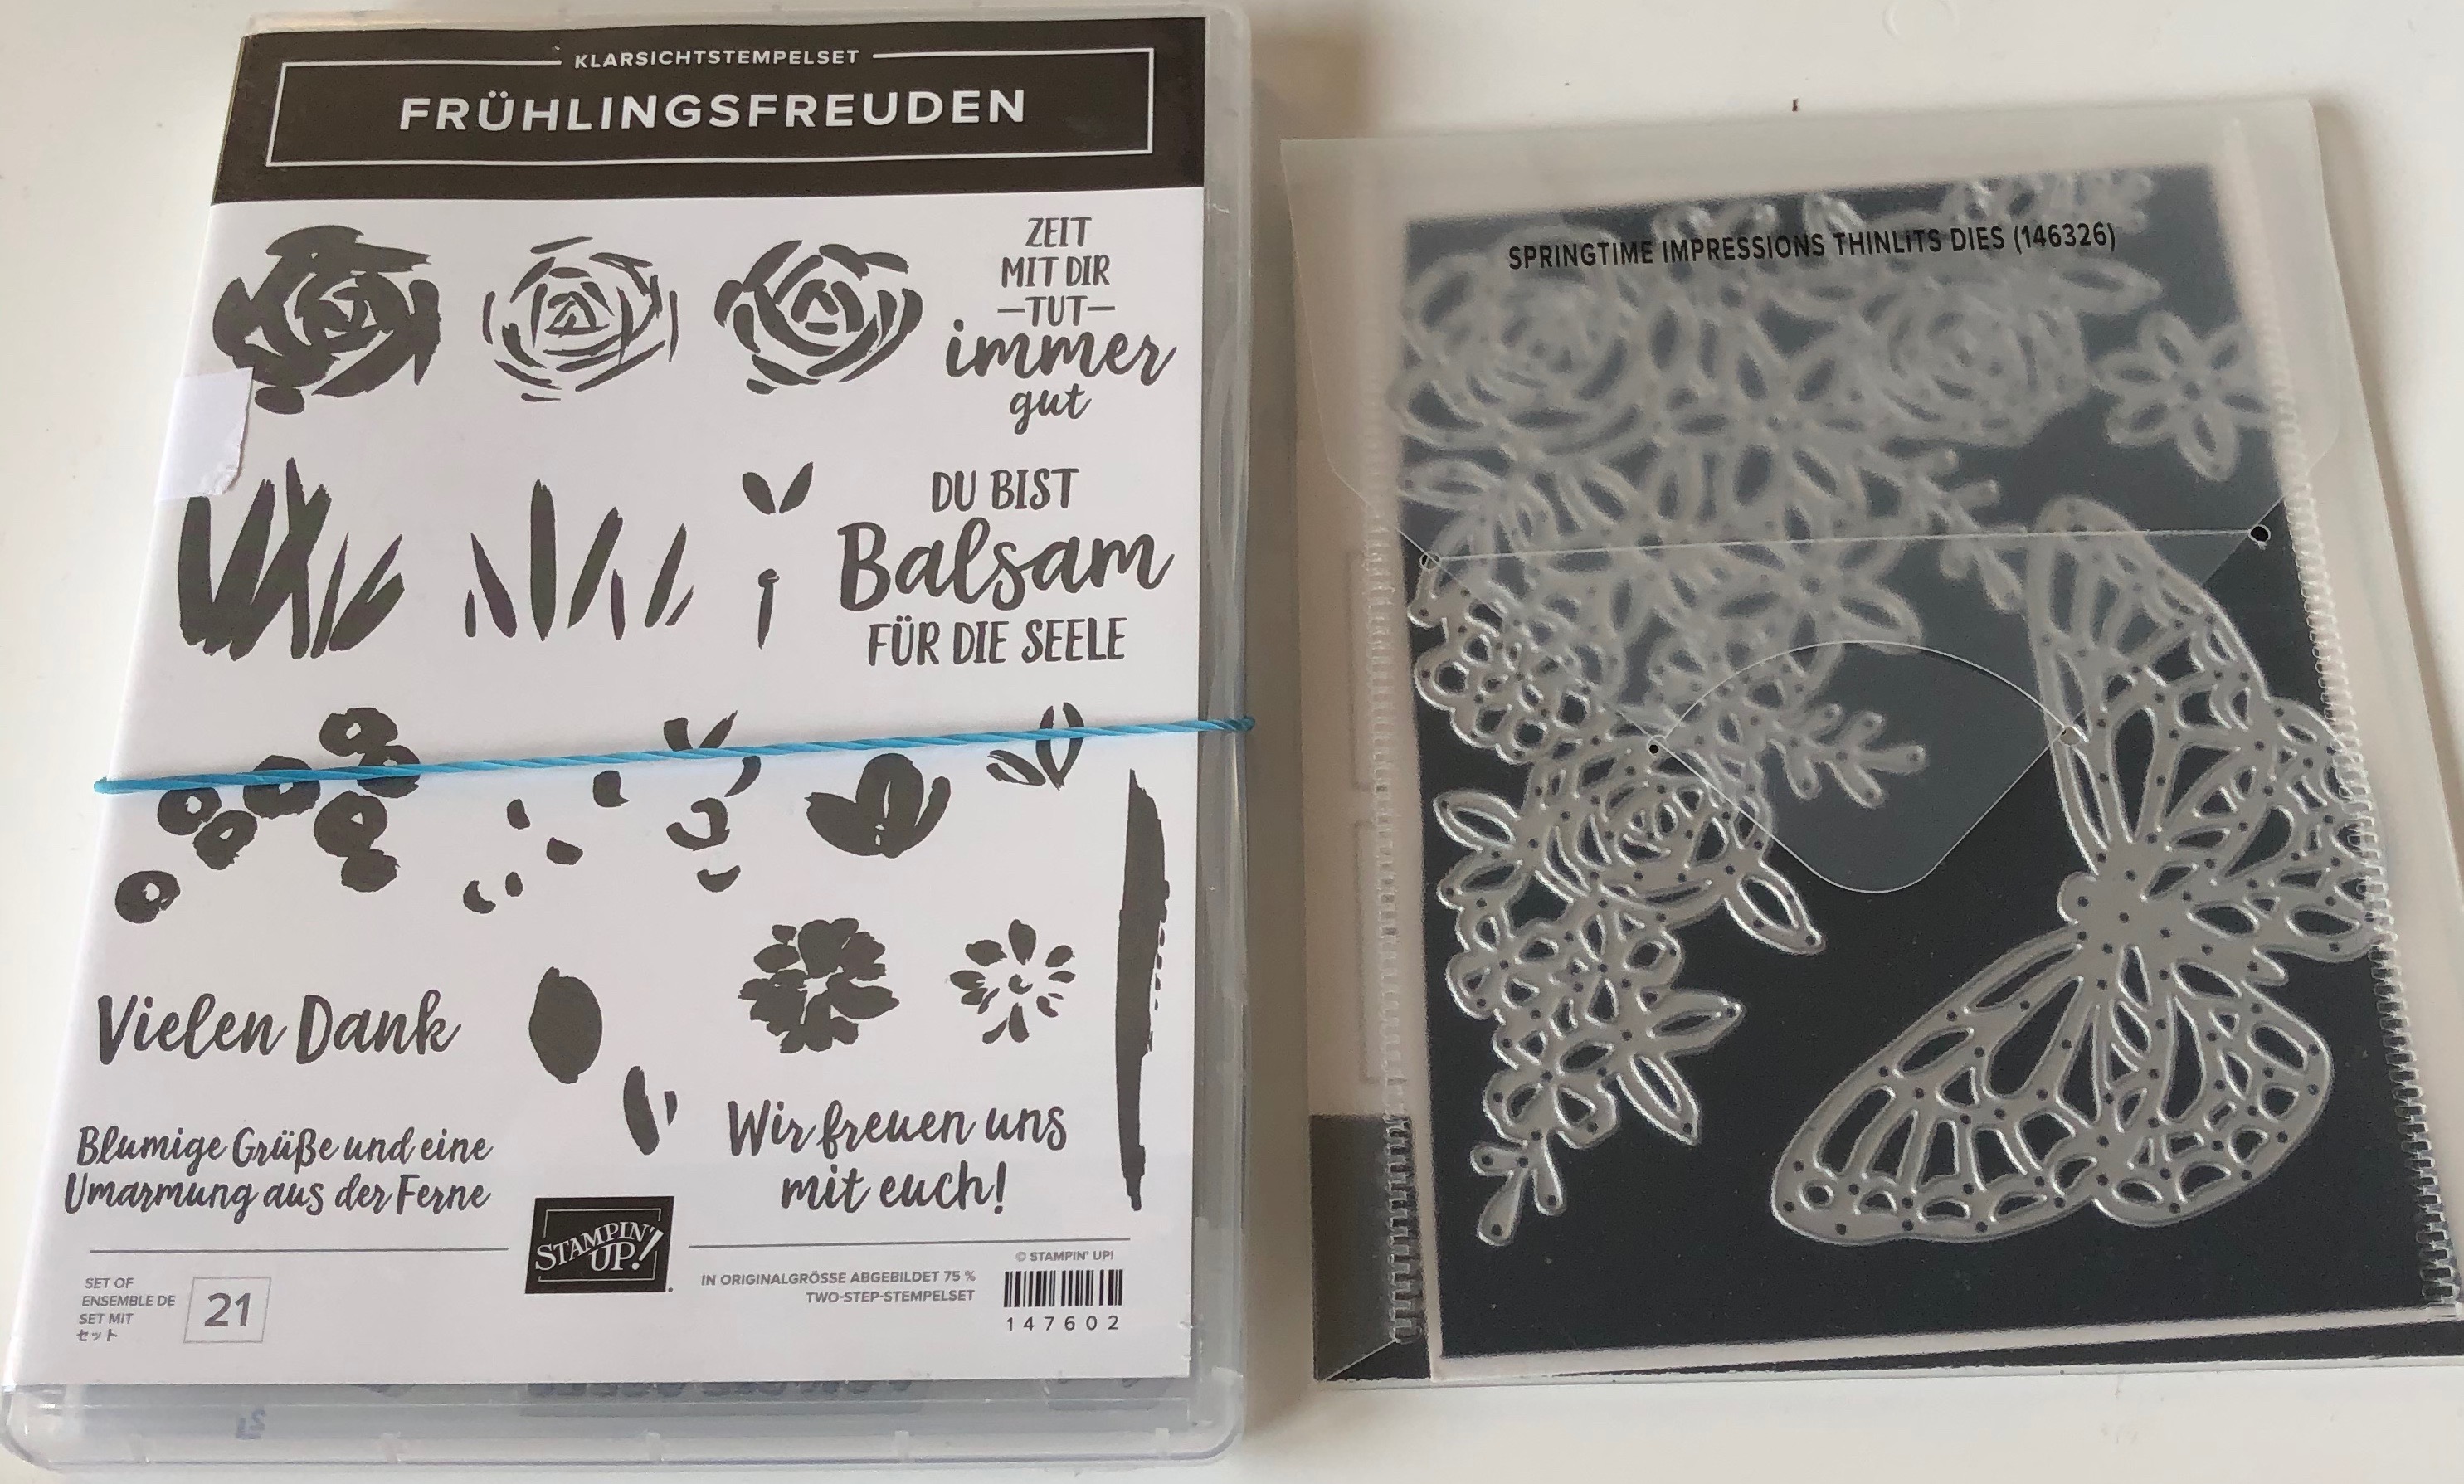 KLARSICHTSTEMPELSET
FRÜHLINGSFREUDEN
ZEIT
MIT DIR
—TUT—
immer
gut
DU BIST
Balsam
FÜR DIE SEELE
Vielen Dank
Blumige Grüße und eine
Umarmung aus der Ferne
Wir freuen uns
mit euch!
STAMPIN'
UP!
SET OF
ENSEMBLE DE
SET MIT
セット
21
© STAMPIN' UP!
IN ORIGINALGRÖSSE ABGEBILDET 75 %
TWO-STEP-STEMPELSET
147602
SPRINGTIME IMPRESSIONS THINLITS DIES (146326)